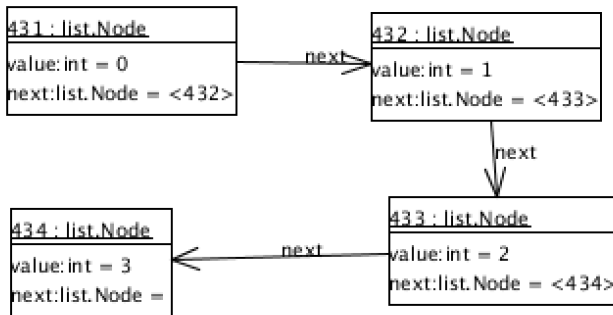 431 : list.Node
value:int = 0
next:list.Node = <432>
next
432 : list.Node
value:int = 1
next:list.Node = <433>
next
433 : list.Node
value:int = 2
next:list.Node = <434>
next
434 : list.Node
value:int = 3
next:list.Node =